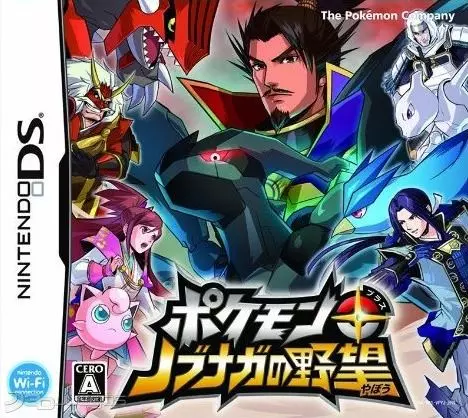 The Pokémon Company
NINTENDO DS
プラス
ポケモン+
ノブナガの野望
やぼう
Nintendo
Wi-Fi
connection
CERO
A